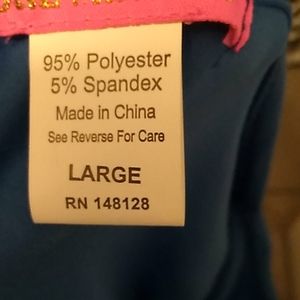 95% Polyester
5% Spandex
Made in China
See Reverse For Care
LARGE
RN 148128